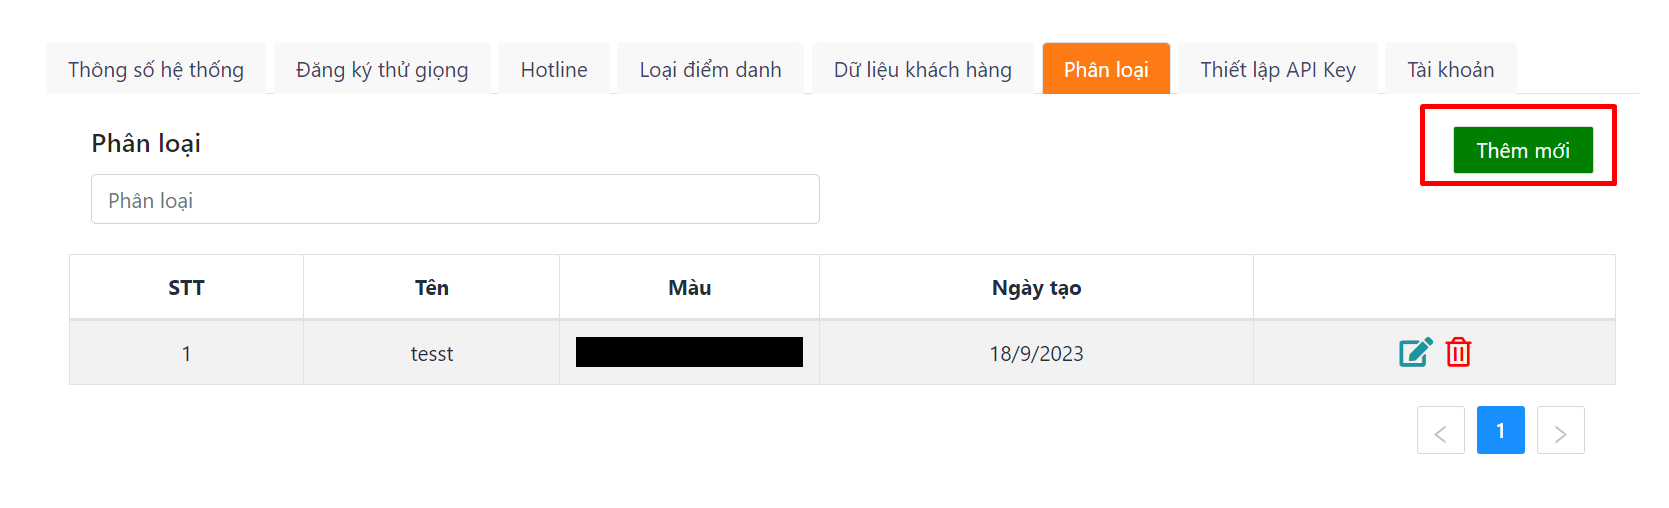 Thông số hệ thống Đăng ký thử giọng Hotline Loại điểm danh Dữ liệu khách hàng Phân loại Thiết lập API Key Tài khoản
Phân loại
Thêm mới
Phân loại
STT Tên Màu Ngày tạo
1 tesst 18/9/2023
< 1 >